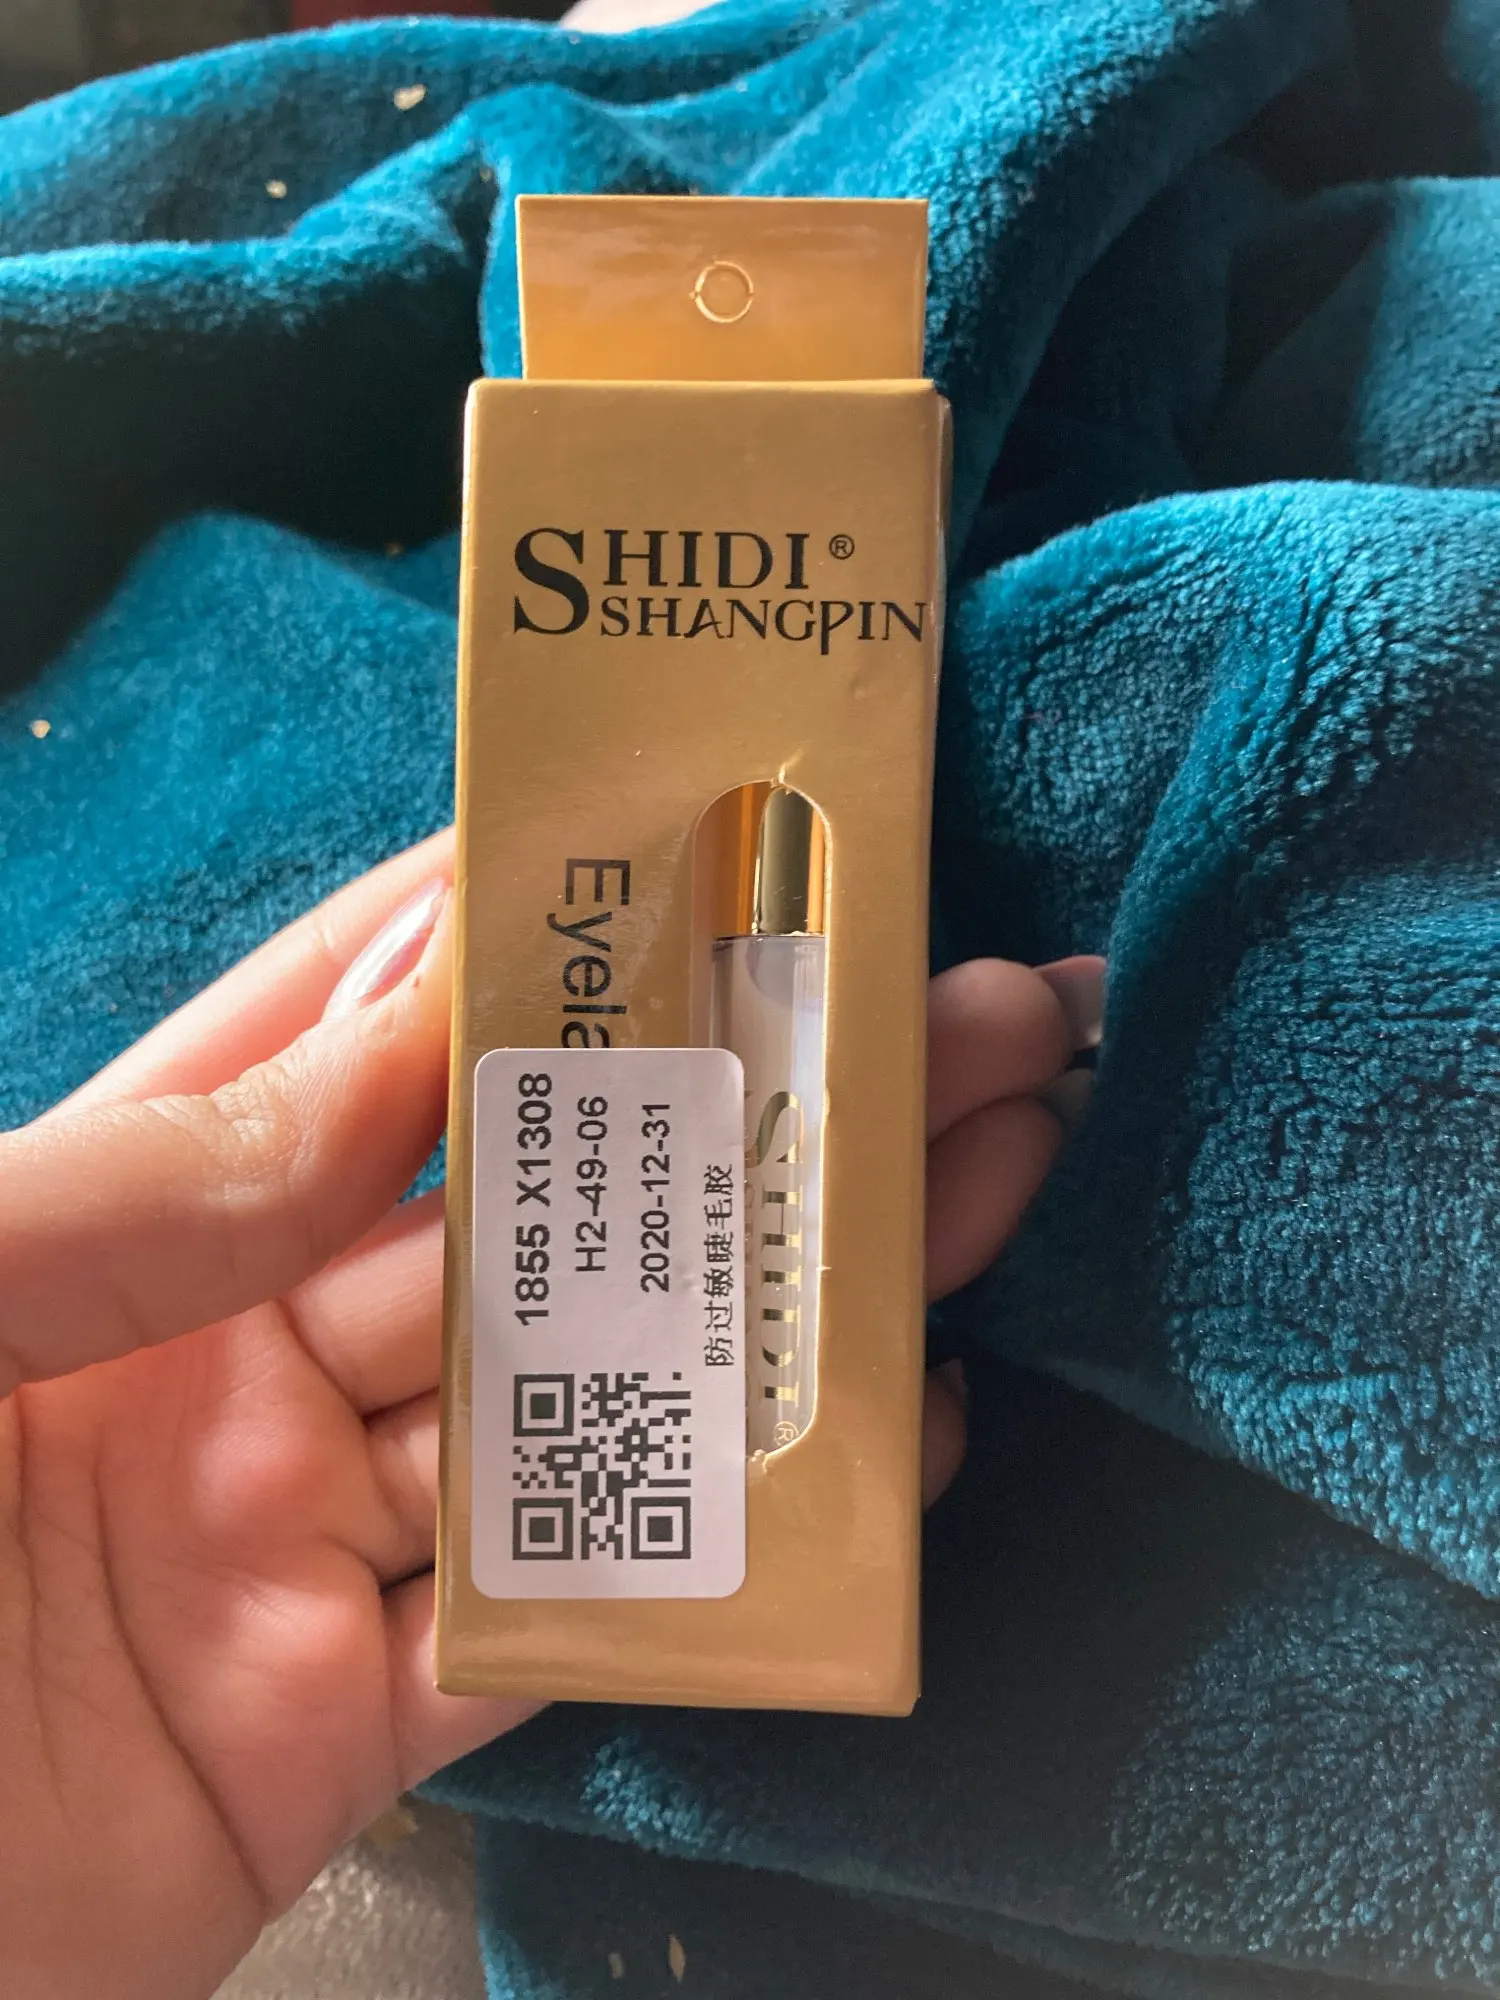 SHIDI®
SHANGPIN
Eyela
1855 X1308
H2-49-06
2020-12-31
防过敏睫毛胶
SHIDI®